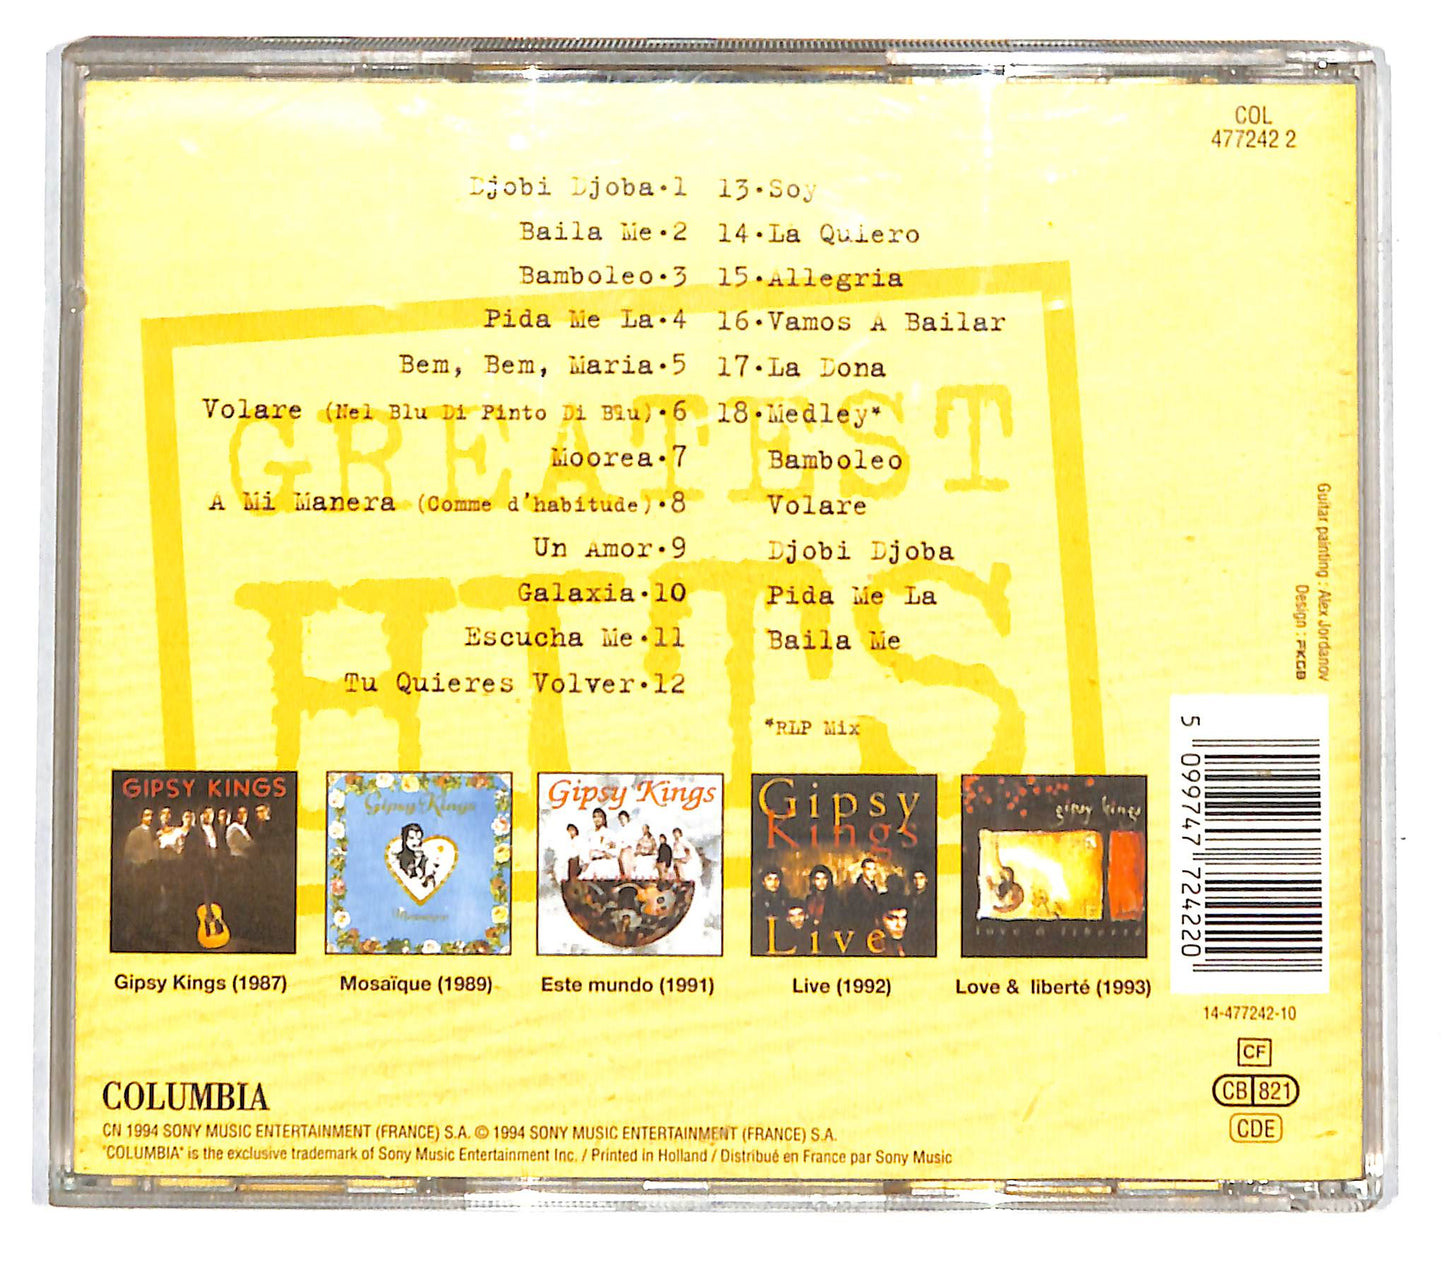 COL
477242 2
Djobi Djoba·1
Baila Me·2
Bamboleo·3
Pida Me La·4
Bem, Bem, Maria·5
Volare (Nel Blu Di Pinto Di Blu)·6
Moorea·7
A Mi Manera (Comme d'habitude)·8
Un Amor·9
Galaxia·10
Escucha Me·11
Tu Quieres Volver·12
13·Soy
14·La Quiero
15·Allegria
16·Vamos A Bailar
17·La Dona
18·Medley*
Bamboleo
Volare
Djobi Djoba
Pida Me La
Baila Me
*RLP Mix
GREATEST
HITS
Guitar painting : Alex Jordanov
Design : PKGB
5 099747 724220
GIPSY KINGS
Gipsy Kings
Mosaïque
Gipsy Kings
Gipsy
Kings
Live
gipsy kings
love & liberté
Gipsy Kings (1987)
Mosaïque (1989)
Este mundo (1991)
Live (1992)
Love & liberté (1993)
14-477242-10
CF
CB 821
CDE
COLUMBIA
CN 1994 SONY MUSIC ENTERTAINMENT (FRANCE) S.A. © 1994 SONY MUSIC ENTERTAINMENT (FRANCE) S.A.
"COLUMBIA" is the exclusive trademark of Sony Music Entertainment Inc. / Printed in Holland / Distribué en France par Sony Music